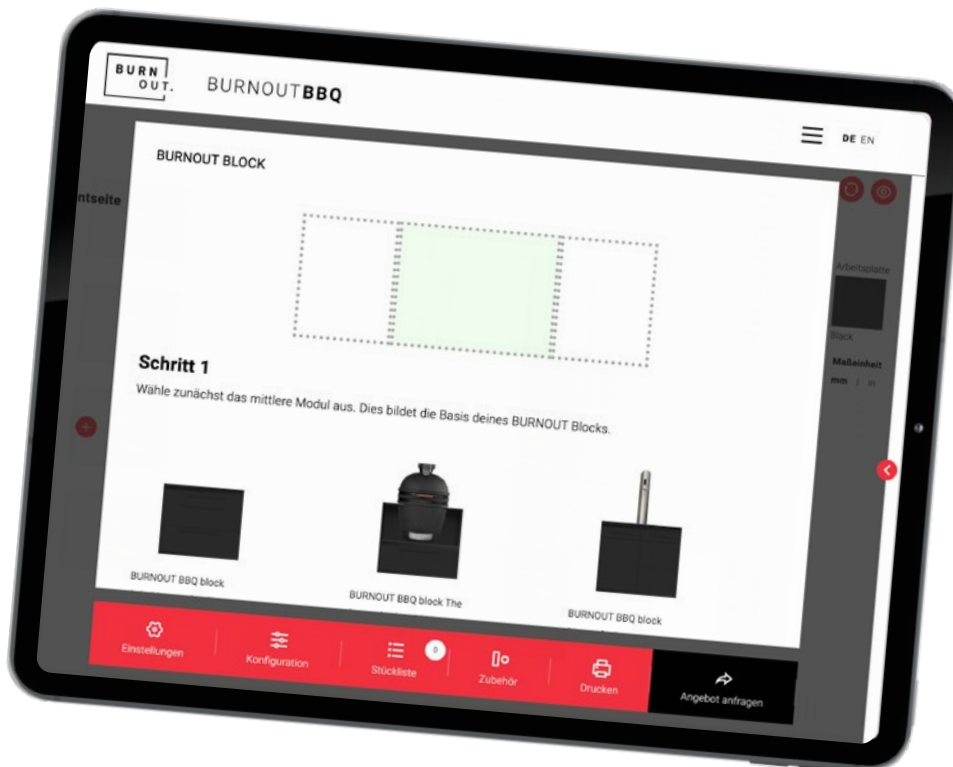 BURN
OUT.
BURNOUTBBQ
DE EN
BURNOUT BLOCK
ntseite
Arbeitsplatte
Black
Maßeinheit
mm | in
Schritt 1
Wähle zunächst das mittlere Modul aus. Dies bildet die Basis deines BURNOUT Blocks.
BURNOUT BBQ block
BURNOUT BBQ block The
BURNOUT BBQ block
Einstellungen
Konfiguration
Stückliste
0
Zubehör
Drucken
Angebot anfragen